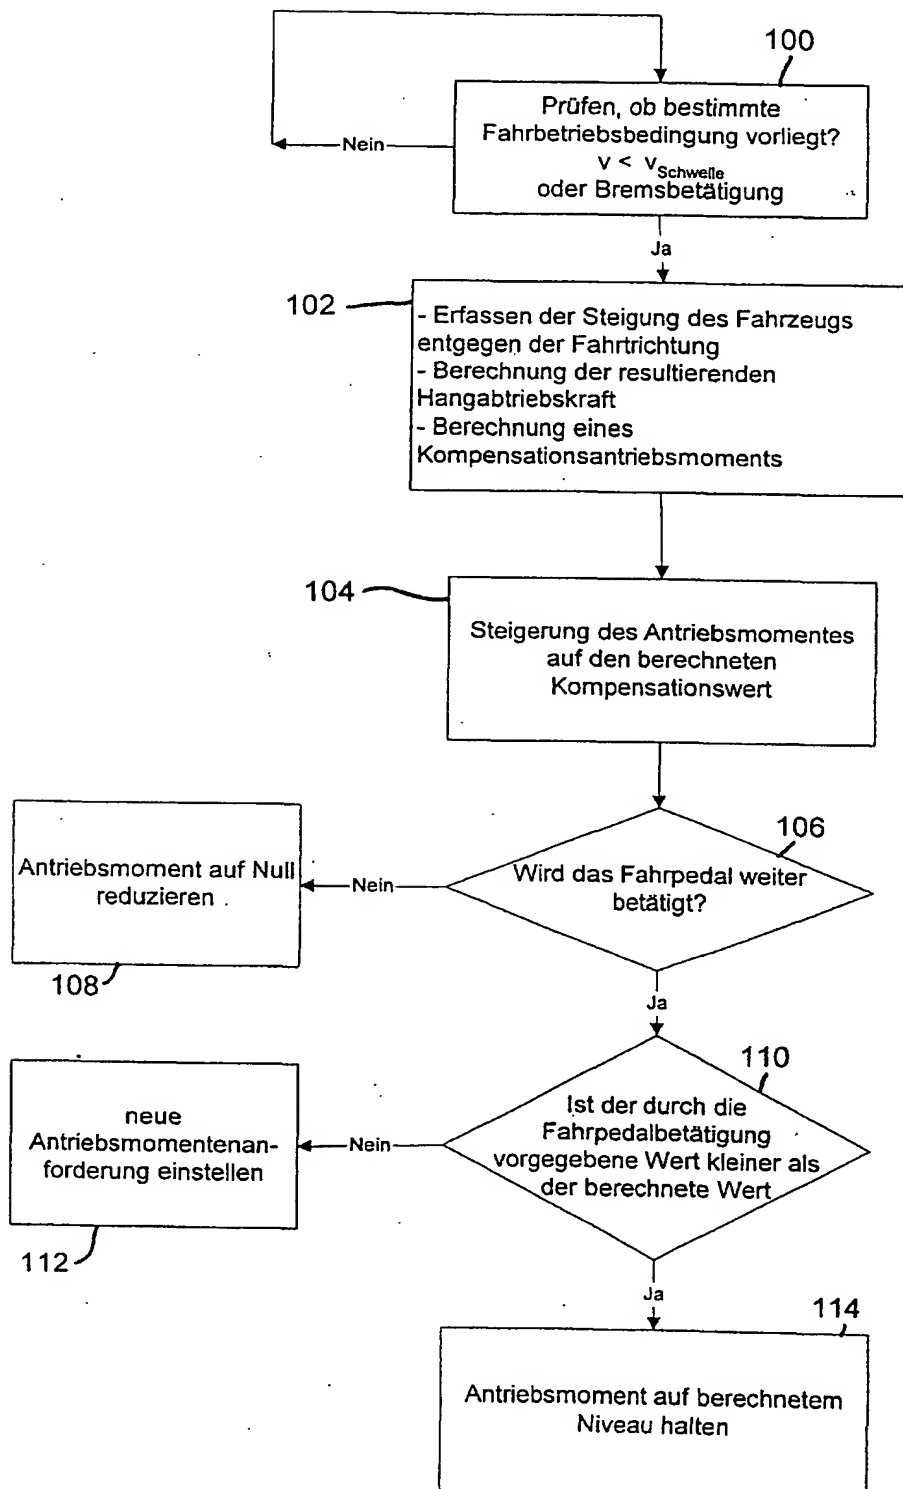 100
Prüfen, ob bestimmte
Fahrbetriebsbedingung vorliegt?
v < vSchwelle
oder Bremsbetätigung
Nein
Ja
102
- Erfassen der Steigung des Fahrzeugs
entgegen der Fahrtrichtung
- Berechnung der resultierenden
Hangabtriebskraft
- Berechnung eines
Kompensationsantriebsmoments
104
Steigerung des Antriebsmomentes
auf den berechneten
Kompensationswert
106
Wird das Fahrpedal weiter
betätigt?
Nein
Antriebsmoment auf Null
reduzieren
108
Ja
110
Ist der durch die
Fahrpedalbetätigung
vorgegebene Wert kleiner als
der berechnete Wert
Nein
neue
Antriebsmomentenan-
forderung einstellen
112
Ja
114
Antriebsmoment auf berechnetem
Niveau halten